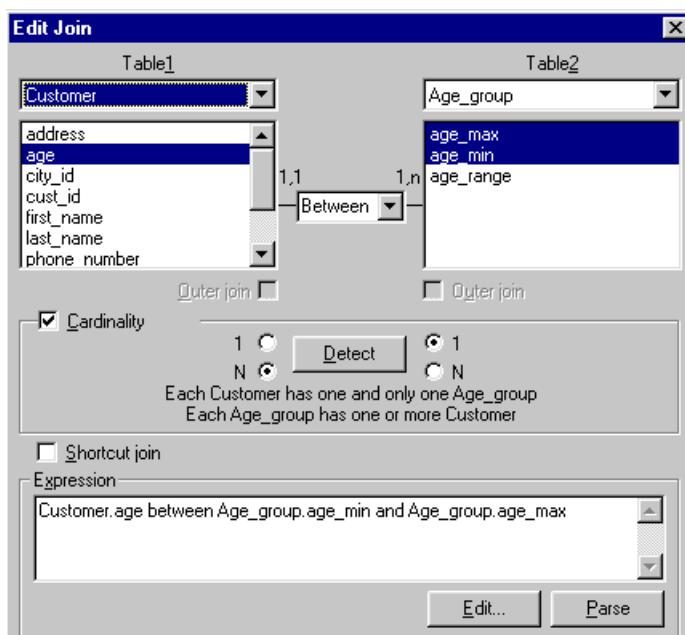 Edit Join
Table1
Table2
Customer
Age_group
address
age
city_id
cust_id
first_name
last_name
phone_number
1,1
Between
1,n
age_max
age_min
age_range
Outer join
Outer join
Cardinality
1
N
Detect
1
N
Each Customer has one and only one Age_group
Each Age_group has one or more Customer
Shortcut join
Expression
Customer.age between Age_group.age_min and Age_group.age_max
Edit...
Parse